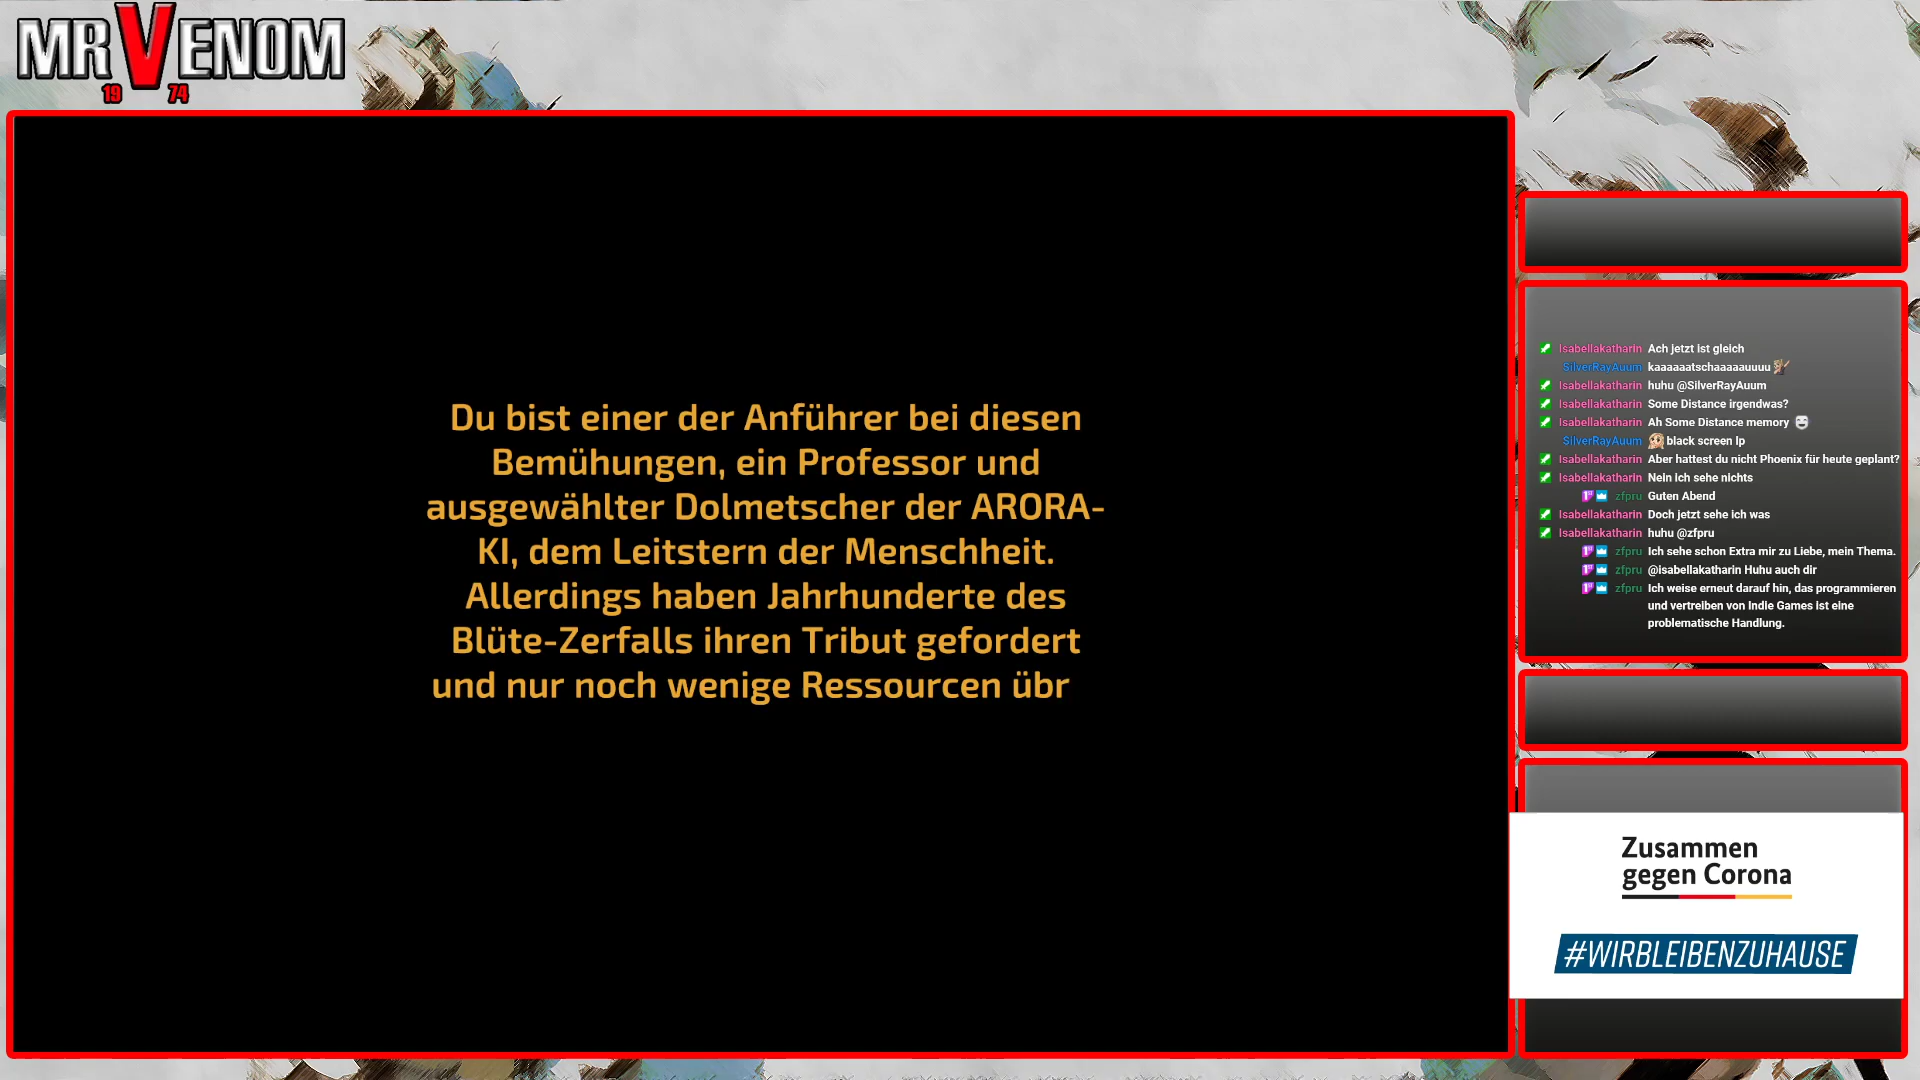 MRVENOM
19 74
Du bist einer der Anführer bei diesen
Bemühungen, ein Professor und
ausgewählter Dolmetscher der ARORA-
KI, dem Leitstern der Menschheit.
Allerdings haben Jahrhunderte des
Blüte-Zerfalls ihren Tribut gefordert
und nur noch wenige Ressourcen übr
Isabellakatharin Ach jetzt ist gleich
SilverRayAuum kaaaaaatschaaaaauuuu
Isabellakatharin huhu @SilverRayAuum
Isabellakatharin Some Distance irgendwas?
Isabellakatharin Ah Some Distance memory
SilverRayAuum black screen lp
Isabellakatharin Aber hattest du nicht Phoenix für heute geplant?
Isabellakatharin Nein ich sehe nichts
1st zfpru Guten Abend
Isabellakatharin Doch jetzt sehe ich was
Isabellakatharin huhu @zfpru
1st zfpru Ich sehe schon Extra mir zu Liebe, mein Thema.
1st zfpru @isabellakatharin Huhu auch dir
1st zfpru Ich weise erneut darauf hin, das programmieren
und vertreiben von Indie Games ist eine
problematische Handlung.
Zusammen
gegen Corona
#WIRBLEIBENZUHAUSE